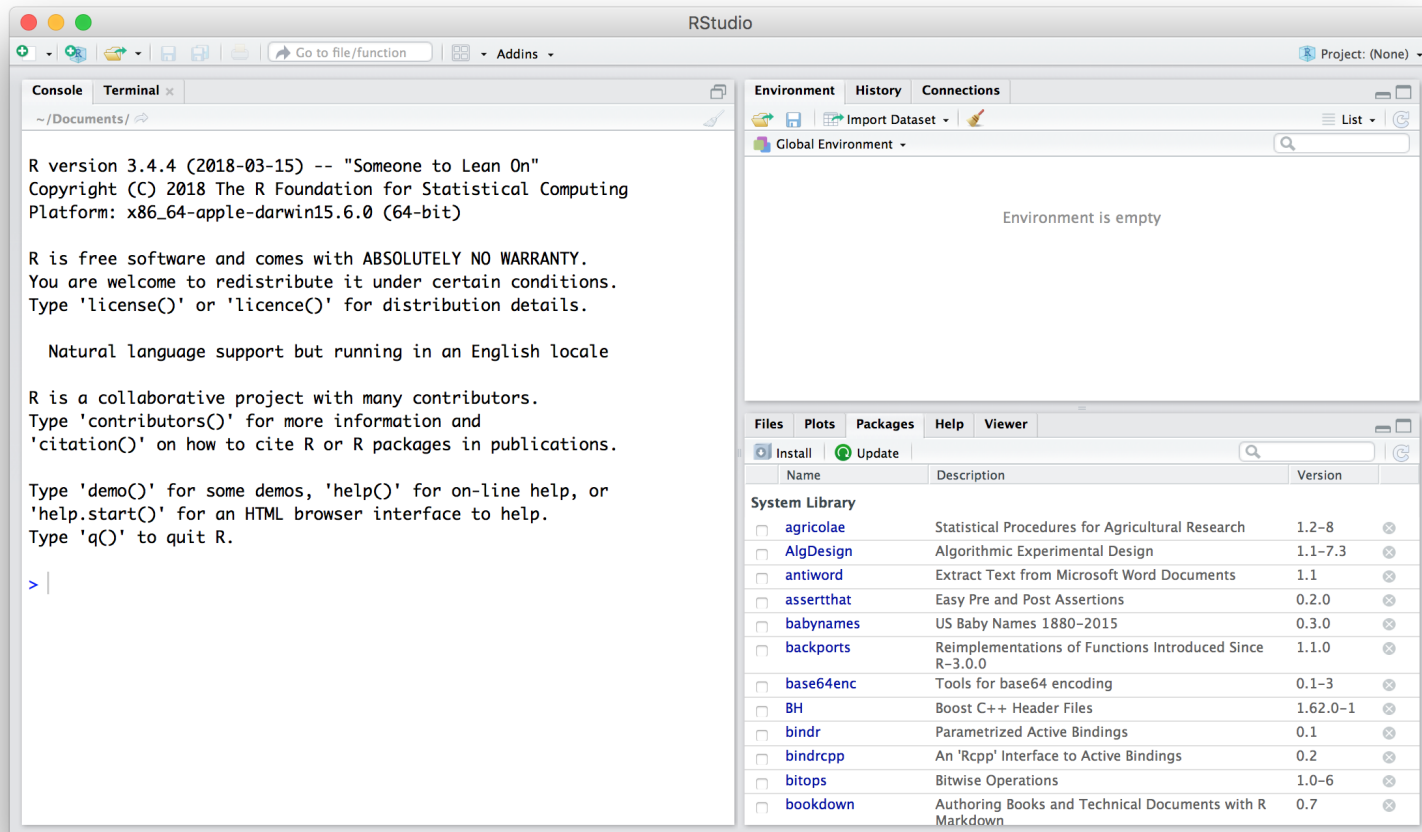 RStudio
Go to file/function
Addins
Project: (None)
Console Terminal
~/Documents/
R version 3.4.4 (2018-03-15) -- "Someone to Lean On"
Copyright (C) 2018 The R Foundation for Statistical Computing
Platform: x86_64-apple-darwin15.6.0 (64-bit)
R is free software and comes with ABSOLUTELY NO WARRANTY.
You are welcome to redistribute it under certain conditions.
Type 'license()' or 'licence()' for distribution details.
Natural language support but running in an English locale
R is a collaborative project with many contributors.
Type 'contributors()' for more information and
'citation()' on how to cite R or R packages in publications.
Type 'demo()' for some demos, 'help()' for on-line help, or
'help.start()' for an HTML browser interface to help.
Type 'q()' to quit R.
>
Environment History Connections
Import Dataset List
Global Environment
Environment is empty
Files Plots Packages Help Viewer
Install Update
Name Description Version
System Library
agricolae Statistical Procedures for Agricultural Research 1.2-8
AlgDesign Algorithmic Experimental Design 1.1-7.3
antiword Extract Text from Microsoft Word Documents 1.1
assertthat Easy Pre and Post Assertions 0.2.0
babynames US Baby Names 1880-2015 0.3.0
backports Reimplementations of Functions Introduced Since 1.1.0
R-3.0.0
base64enc Tools for base64 encoding 0.1-3
BH Boost C++ Header Files 1.62.0-1
bindr Parametrized Active Bindings 0.1
bindrcpp An 'Rcpp' Interface to Active Bindings 0.2
bitops Bitwise Operations 1.0-6
bookdown Authoring Books and Technical Documents with R 0.7
Markdown